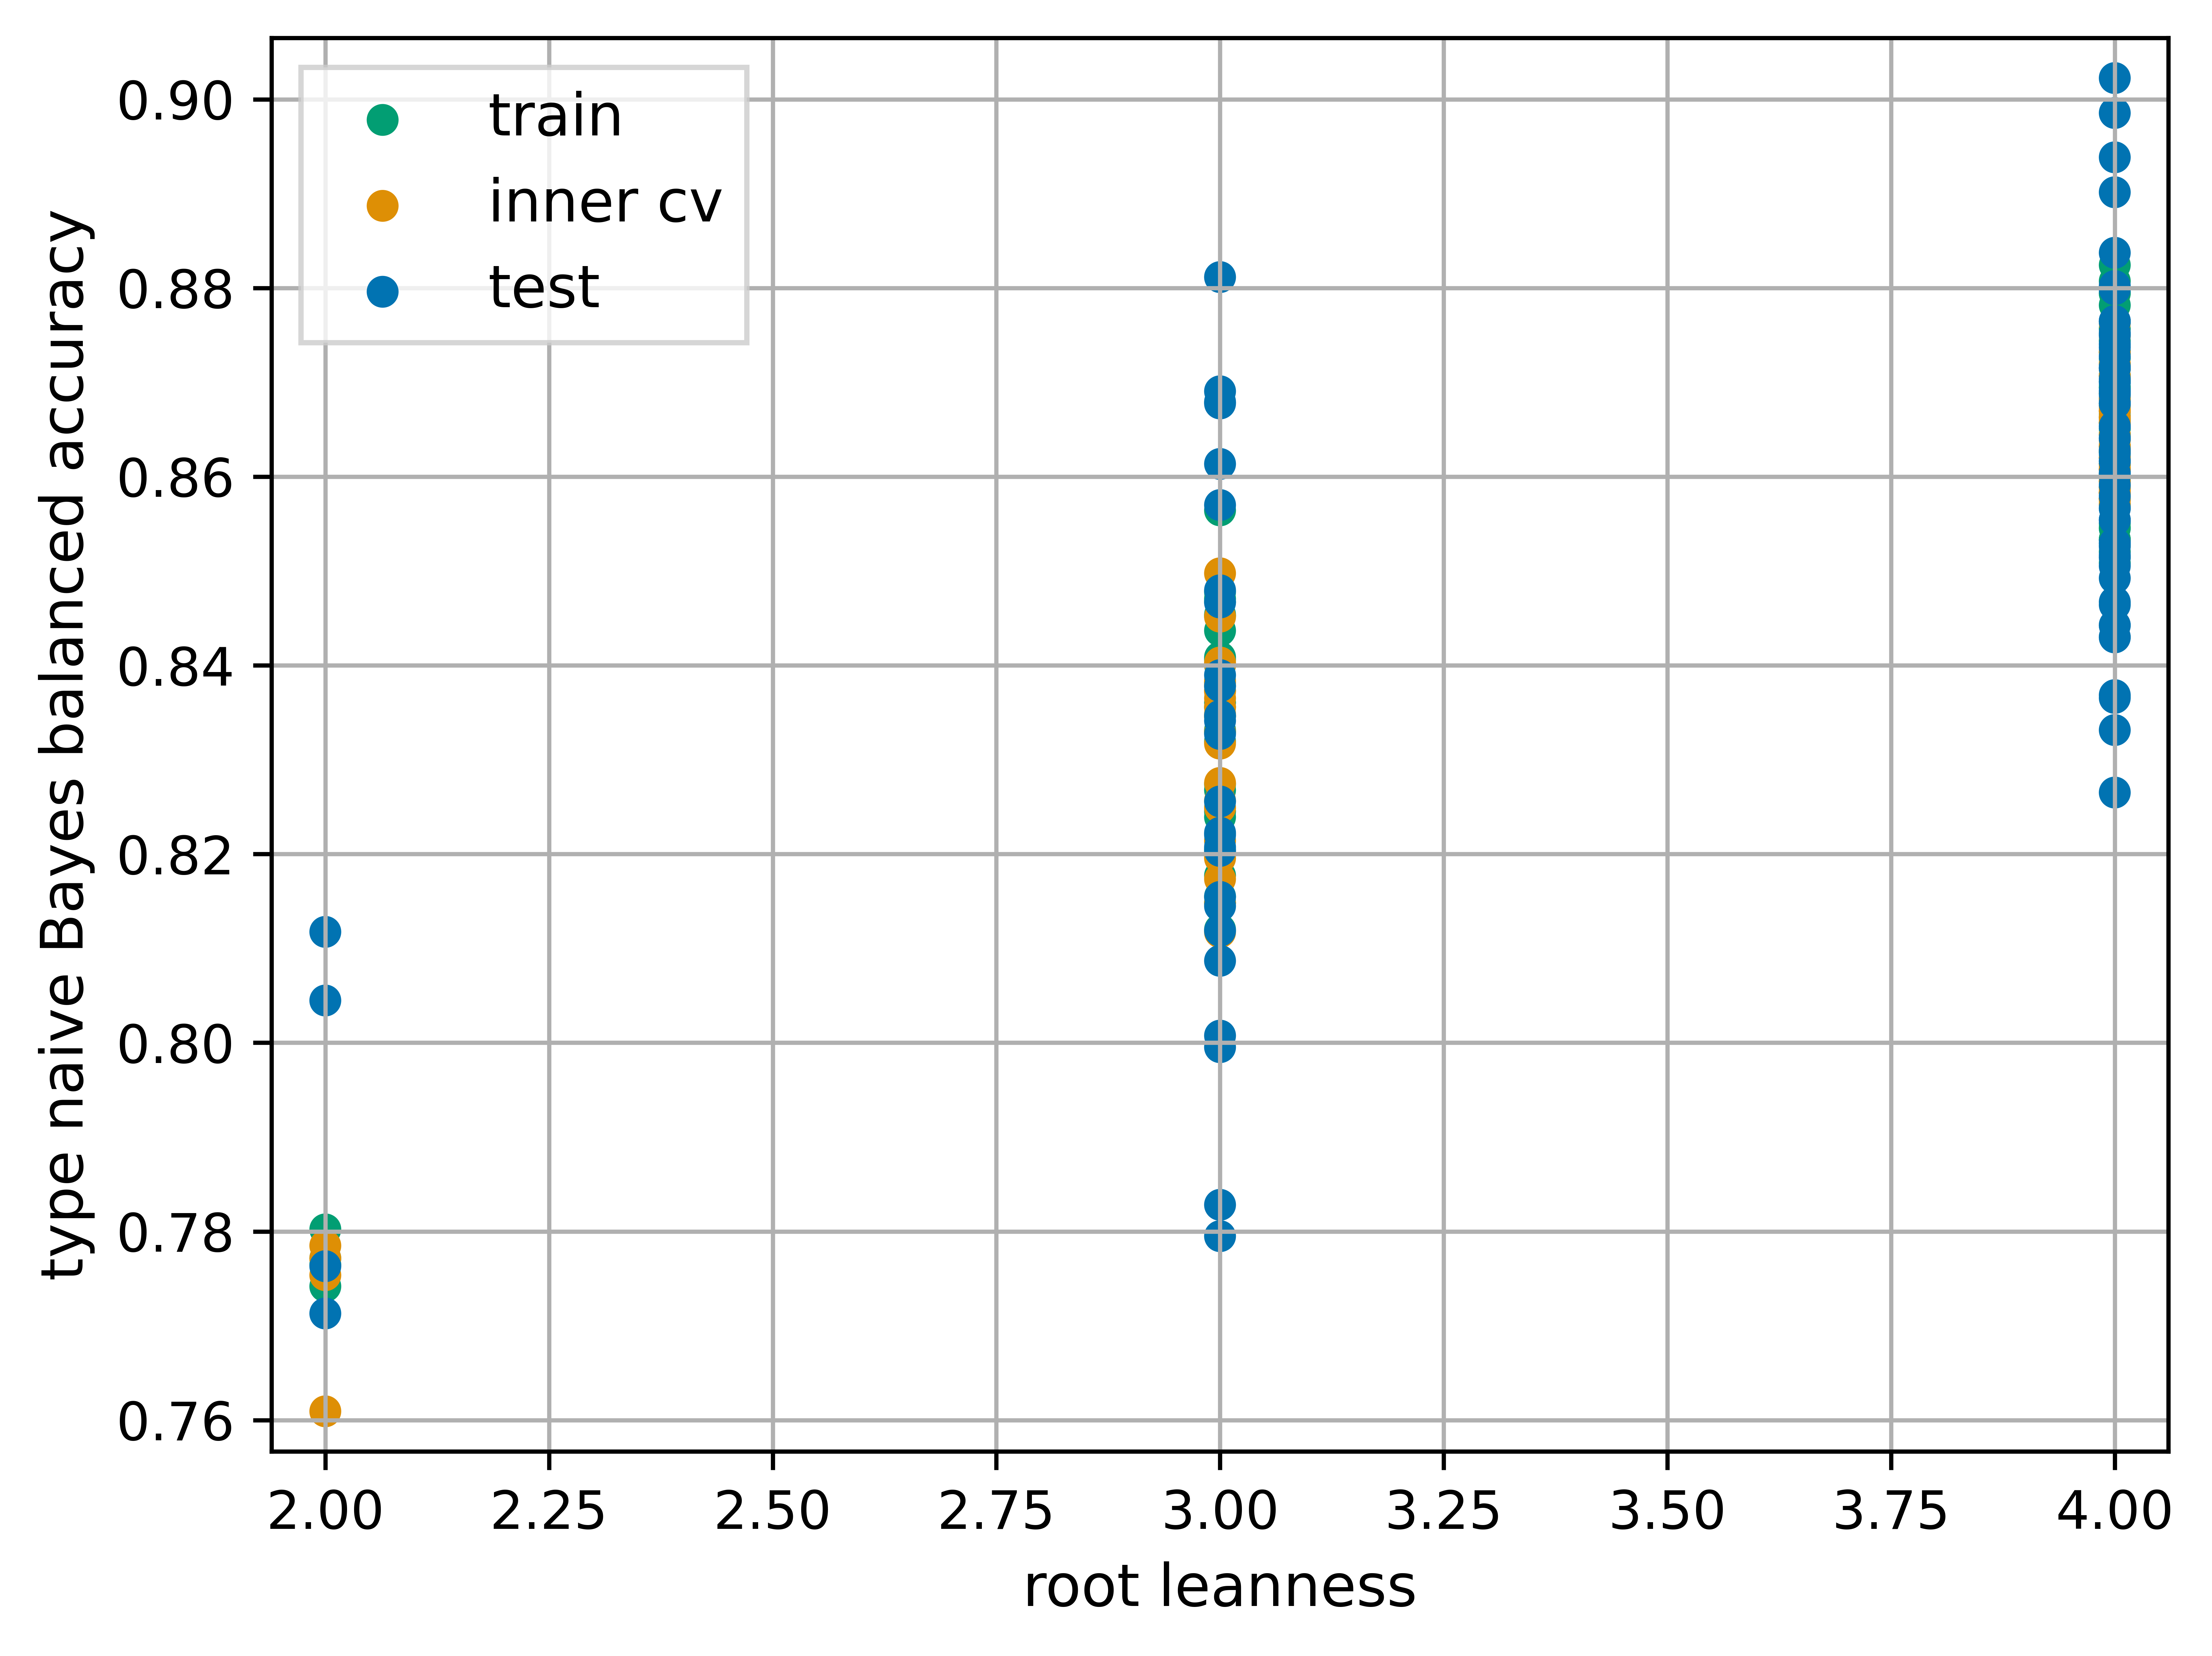 train
inner cv
test
0.90
0.88
0.86
0.84
0.82
0.80
0.78
0.76
type naive Bayes balanced accuracy
2.00 2.25 2.50 2.75 3.00 3.25 3.50 3.75 4.00
root leanness